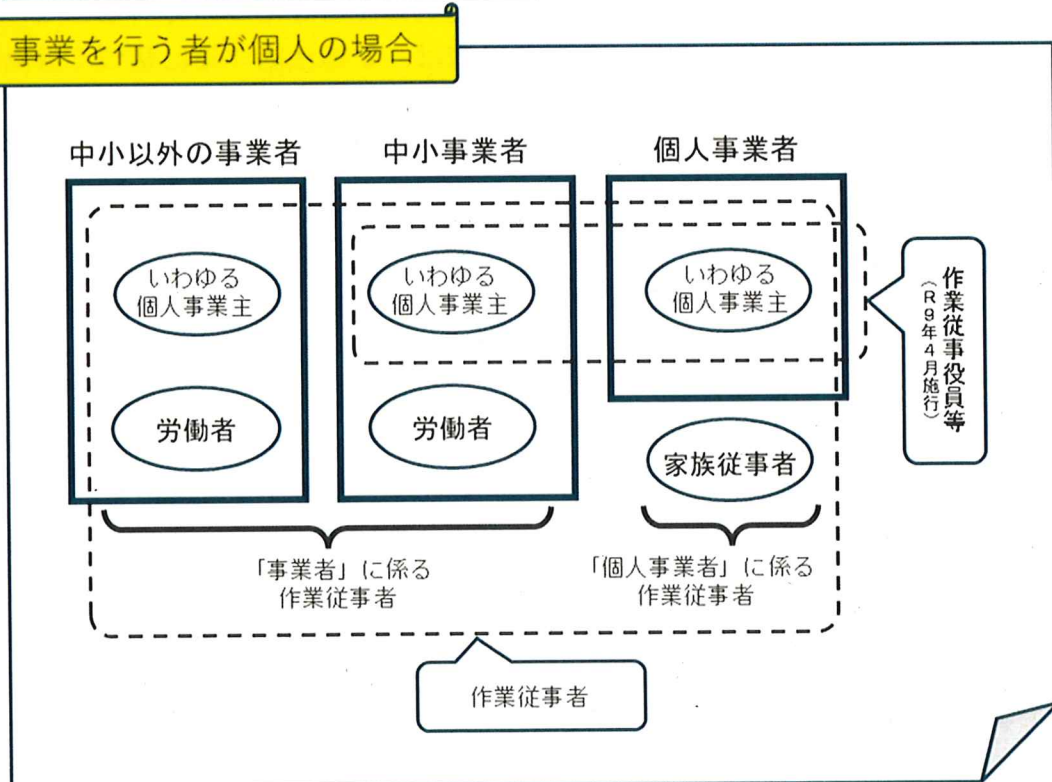 事業を行う者が個人の場合
中小以外の事業者
中小事業者
個人事業者
いわゆる
個人事業主
いわゆる
個人事業主
いわゆる
個人事業主
労働者
労働者
家族従事者
作業従事役員等
(R9年4月施行)
「事業者」に係る
作業従事者
「個人事業者」に係る
作業従事者
作業従事者